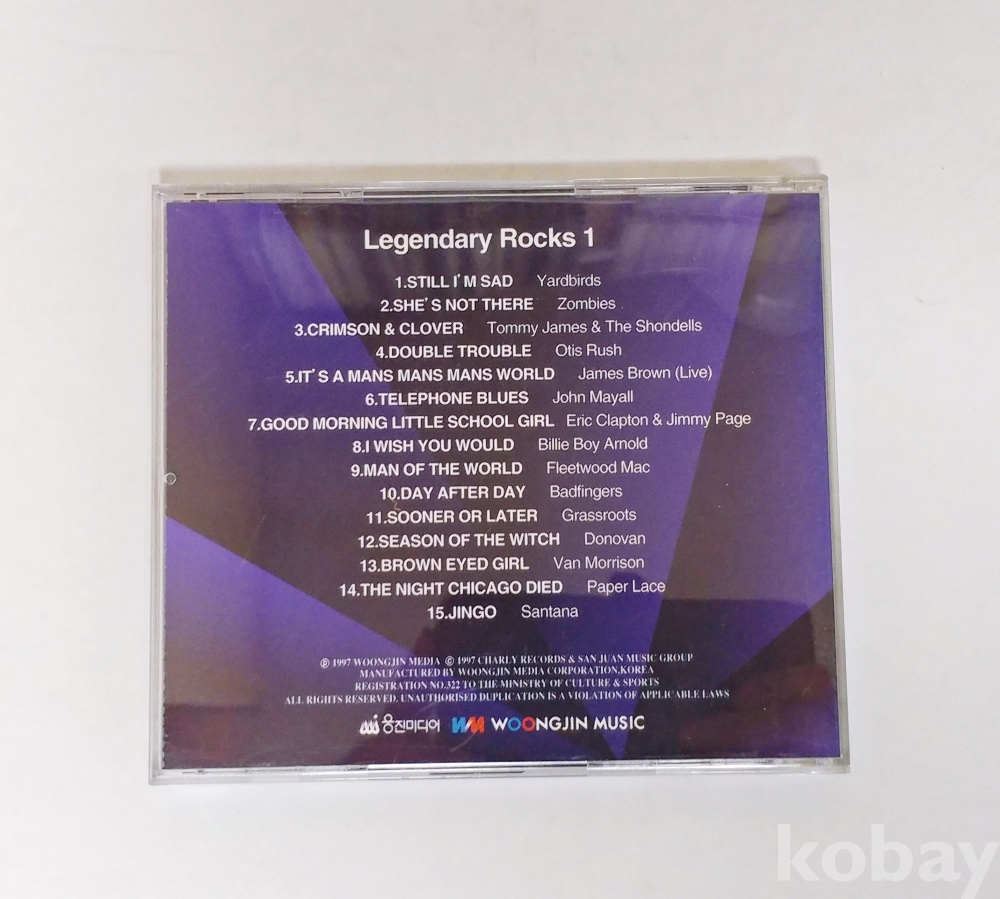 Legendary Rocks 1
1.STILL I'M SAD Yardbirds
2.SHE'S NOT THERE Zombies
3.CRIMSON & CLOVER Tommy James & The Shondells
4.DOUBLE TROUBLE Otis Rush
5.IT'S A MANS MANS MANS WORLD James Brown (Live)
6.TELEPHONE BLUES John Mayall
7.GOOD MORNING LITTLE SCHOOL GIRL Eric Clapton & Jimmy Page
8.I WISH YOU WOULD Billie Boy Arnold
9.MAN OF THE WORLD Fleetwood Mac
10.DAY AFTER DAY Badfingers
11.SOONER OR LATER Grassroots
12.SEASON OF THE WITCH Donovan
13.BROWN EYED GIRL Van Morrison
14.THE NIGHT CHICAGO DIED Paper Lace
15.JINGO Santana
℗ 1997 WOONGJIN MEDIA © 1997 CHARLY RECORDS & SAN JUAN MUSIC GROUP
MANUFACTURED BY WOONGJIN MEDIA CORPORATION,KOREA
REGISTRATION NO.322 TO THE MINISTRY OF CULTURE & SPORTS
ALL RIGHTS RESERVED. UNAUTHORISED DUPLICATION IS A VIOLATION OF APPLICABLE LAWS
웅진미디어 WM WOONGJIN MUSIC
kobay